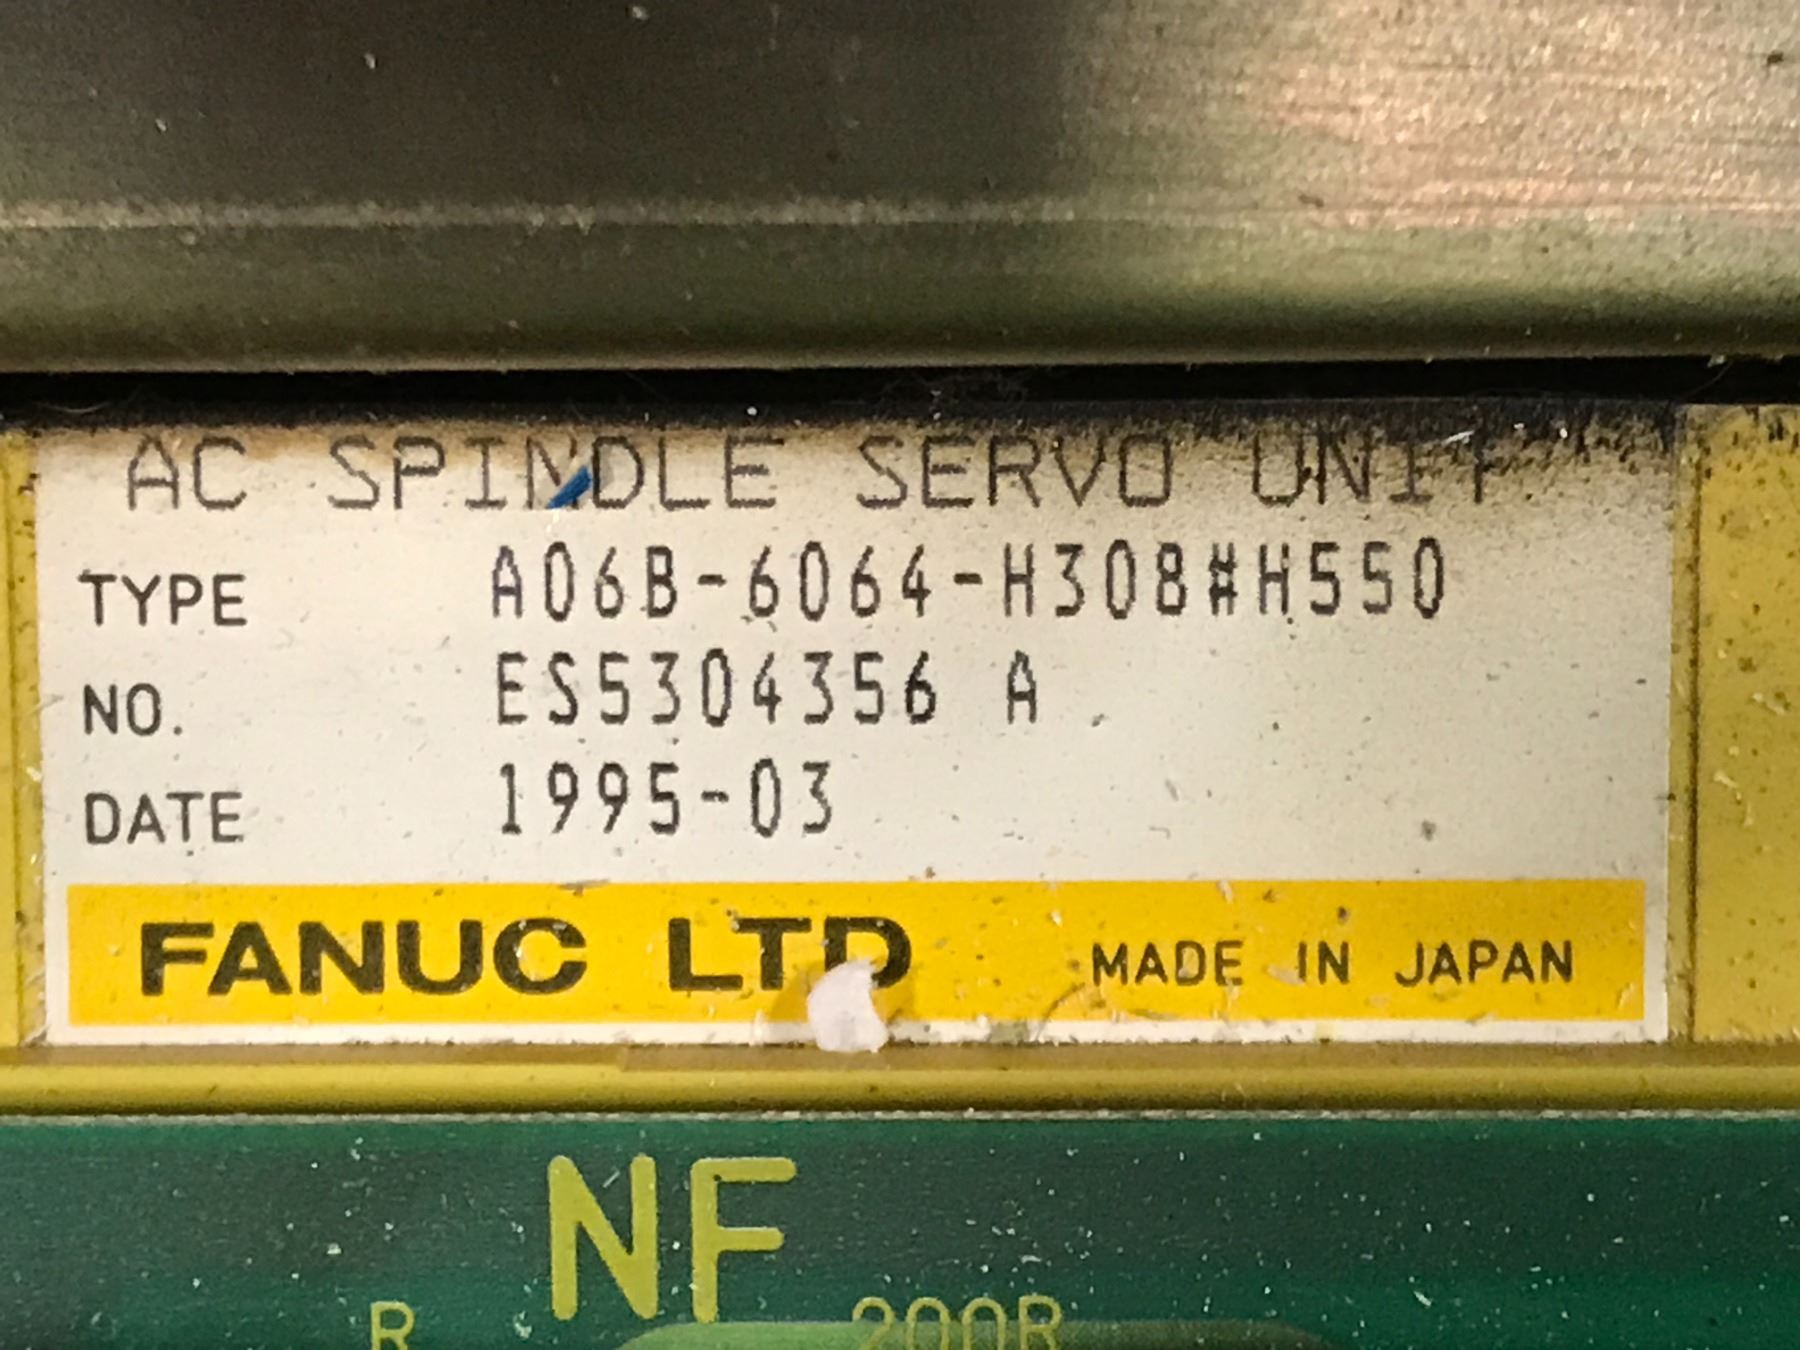 AC SPINDLE SERVO UNIT
TYPE A06B-6064-H308#H550
NO. ES5304356 A
DATE 1995-03
FANUC LTD MADE IN JAPAN
NF
R 200R